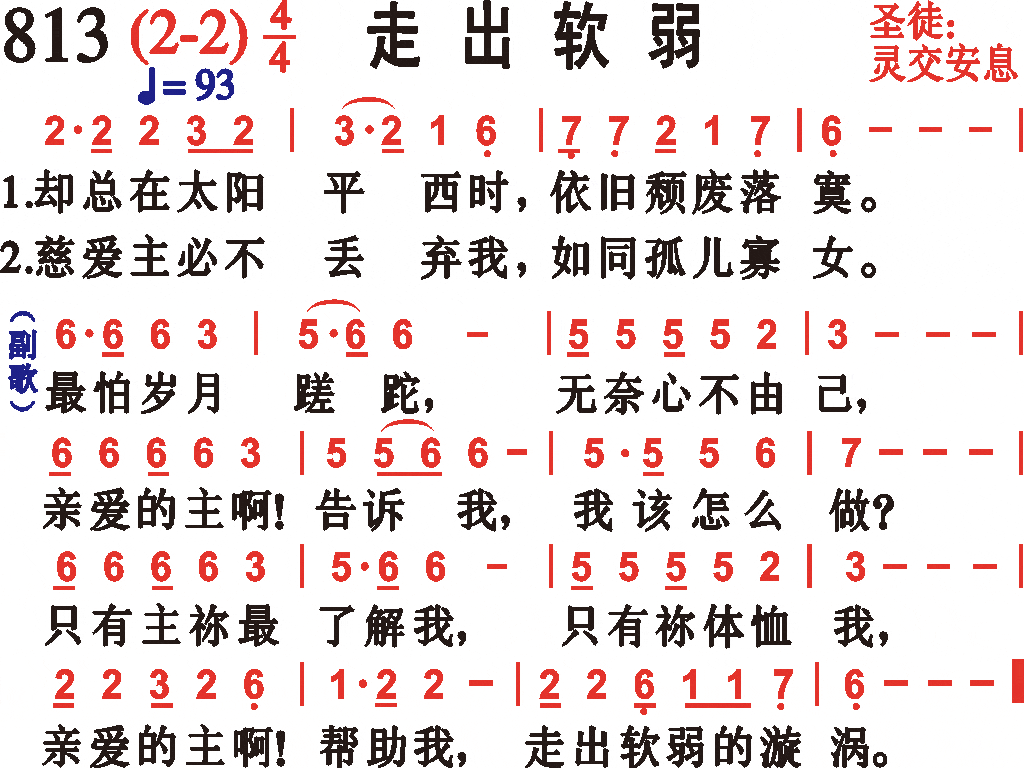 813 (2-2) 4/4 走出软弱 圣徒:
♩=93 灵交安息
2·2 2 3 2 | 3·2 1 6 | 7 7 2 1 7 | 6 - - - |
1.却总在太阳 平 西时,依旧颓废落 寞。
2.慈爱主必不 丢 弃我,如同孤儿寡 女。
(副歌) 6·6 6 3 | 5·6 6 - | 5 5 5 5 2 | 3 - - - |
最怕岁月 蹉 跎, 无奈心不由 己,
6 6 6 6 3 | 5 5 6 6 - | 5·5 5 6 | 7 - - - |
亲爱的主啊! 告诉 我, 我该怎么 做?
6 6 6 6 3 | 5·6 6 - | 5 5 5 5 2 | 3 - - - |
只有主祢最 了解我, 只有祢体恤 我,
2 2 3 2 6 | 1·2 2 - | 2 2 6 1 1 7 | 6 - - -
亲爱的主啊! 帮助我, 走出软弱的漩 涡。